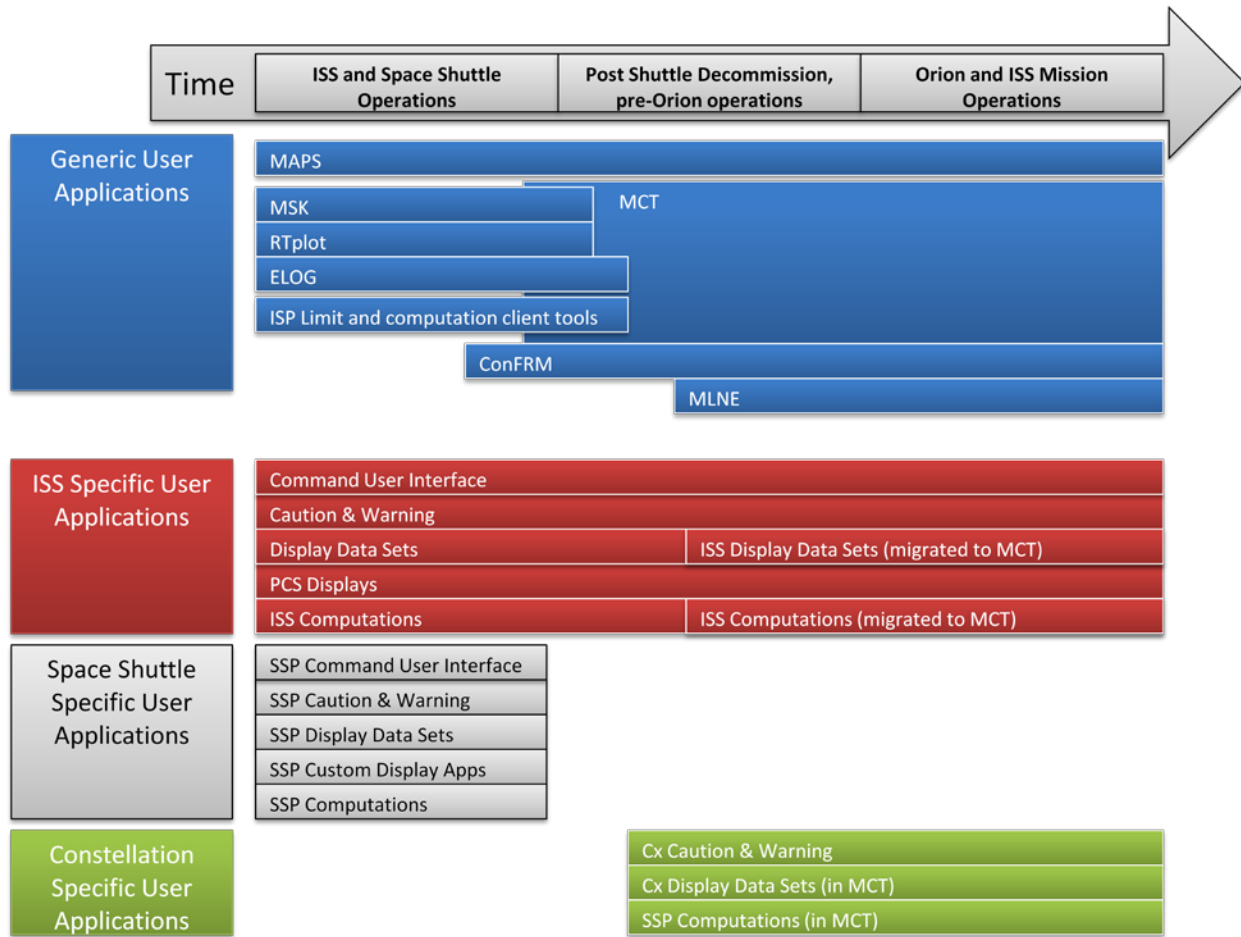 Time
ISS and Space Shuttle
Operations
Post Shuttle Decommission,
pre-Orion operations
Orion and ISS Mission
Operations
Generic User
Applications
MAPS
MSK
MCT
RTplot
ELOG
ISP Limit and computation client tools
ConFRM
MLNE
ISS Specific User
Applications
Command User Interface
Caution & Warning
Display Data Sets
ISS Display Data Sets (migrated to MCT)
PCS Displays
ISS Computations
ISS Computations (migrated to MCT)
Space Shuttle
Specific User
Applications
SSP Command User Interface
SSP Caution & Warning
SSP Display Data Sets
SSP Custom Display Apps
SSP Computations
Constellation
Specific User
Applications
Cx Caution & Warning
Cx Display Data Sets (in MCT)
SSP Computations (in MCT)